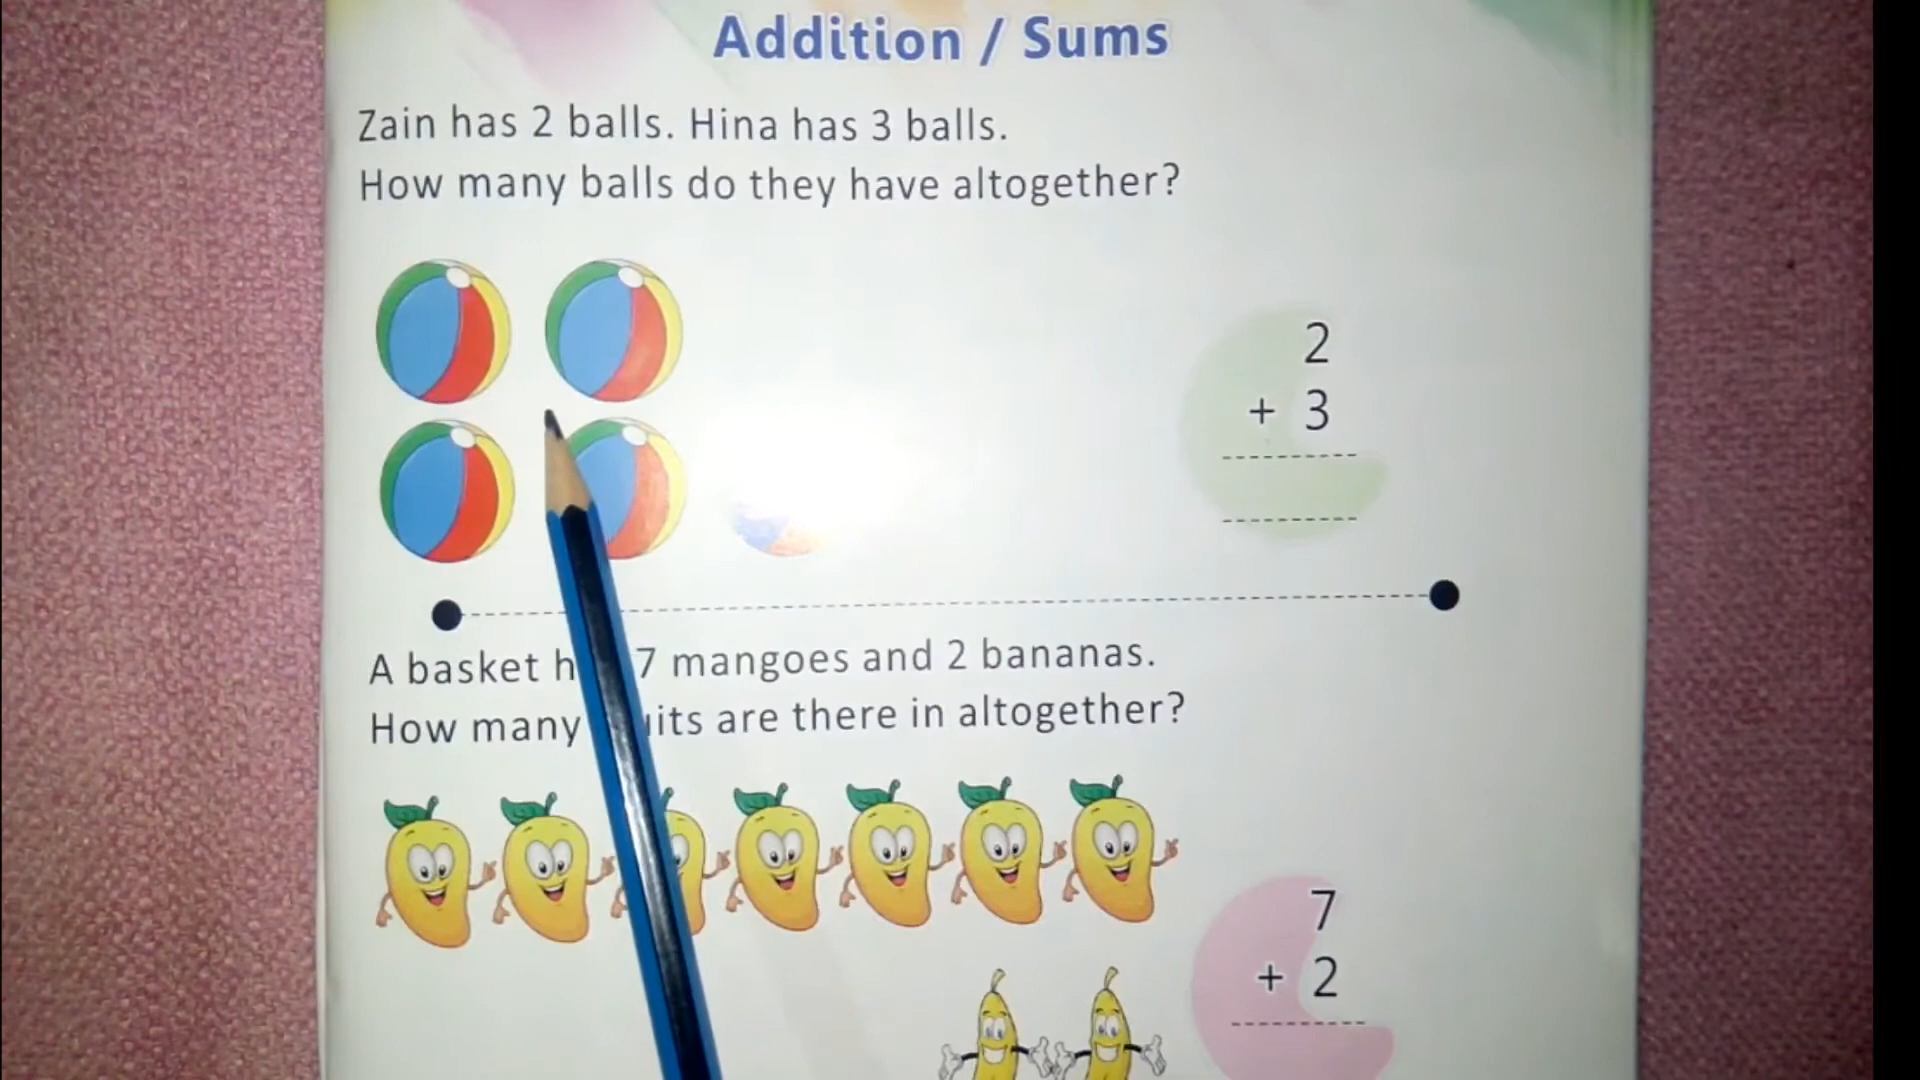 Addition / Sums
Zain has 2 balls. Hina has 3 balls.
How many balls do they have altogether?
2
+ 3
A basket 7 mangoes and 2 bananas.
How many are there in altogether?
7
+ 2